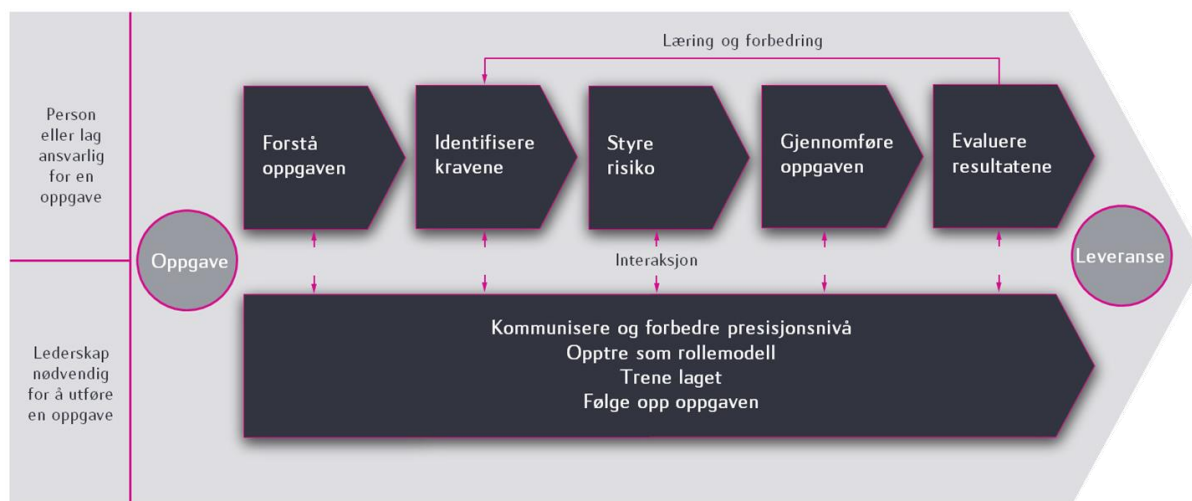 Læring og forbedring
Person
eller lag
ansvarlig
for en
oppgave
Forstå
oppgaven
Identifisere
kravene
Styre
risiko
Gjennomføre
oppgaven
Evaluere
resultatene
Oppgave
Interaksjon
Leveranse
Lederskap
nødvendig
for å utføre
en oppgave
Kommunisere og forbedre presisjonsnivå
Opptre som rollemodell
Trene laget
Følge opp oppgaven